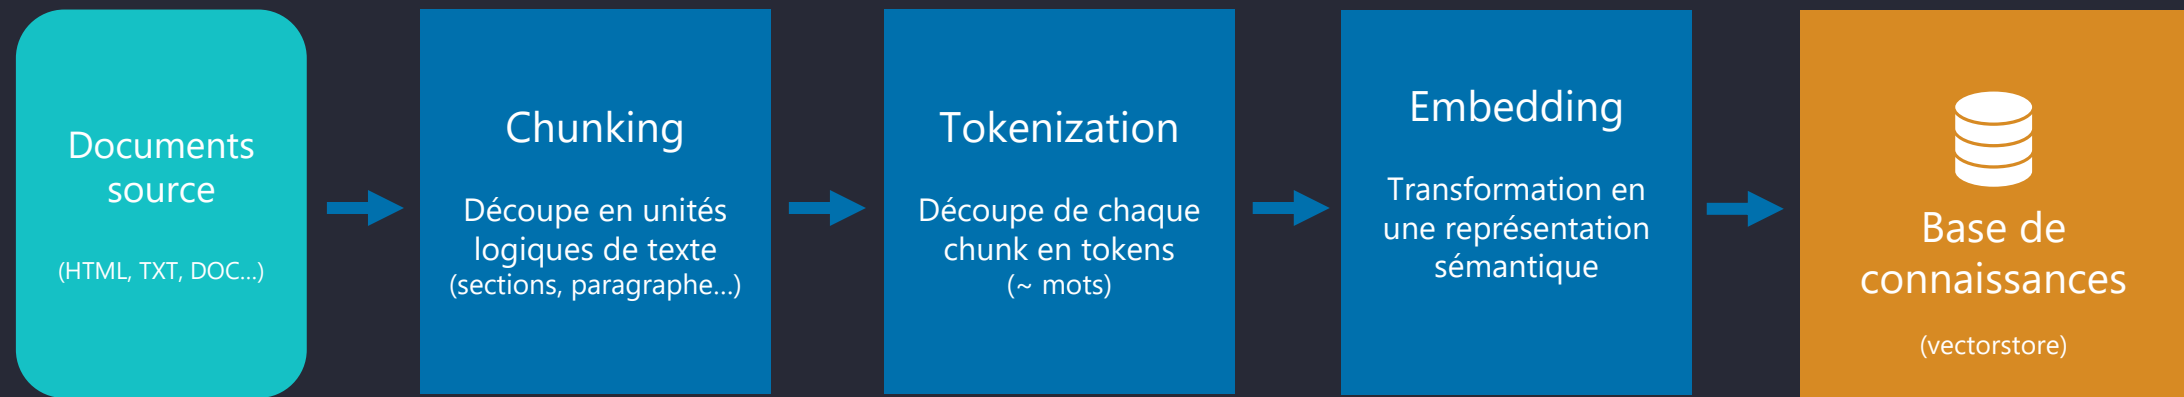 Documents
source
(HTML, TXT, DOC…)
Chunking
Découpe en unités
logiques de texte
(sections, paragraphe…)
Tokenization
Découpe de chaque
chunk en tokens
(~ mots)
Embedding
Transformation en
une représentation
sémantique
Base de
connaissances
(vectorstore)